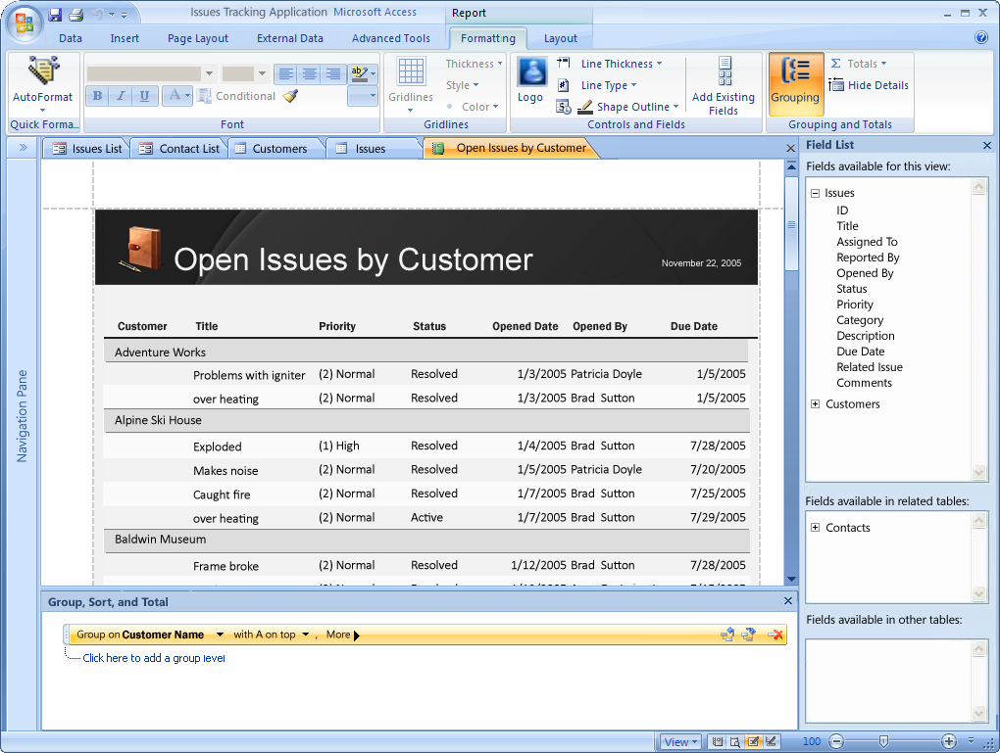 Issues Tracking Application Microsoft Access Report
Data Insert Page Layout External Data Advanced Tools Formatting Layout
AutoFormat
Quick Forma...
B I U A ab Conditional
Font
Gridlines
Thickness
Style
Color
Gridlines
Logo
Line Thickness
Line Type
Shape Outline
Add Existing
Fields
Controls and Fields
Grouping
Σ Totals
Hide Details
Grouping and Totals
Issues List Contact List Customers Issues Open Issues by Customer
Navigation Pane
Open Issues by Customer
November 22, 2005
Customer Title Priority Status Opened Date Opened By Due Date
Adventure Works
Problems with igniter (2) Normal Resolved 1/3/2005 Patricia Doyle 1/5/2005
over heating (2) Normal Resolved 1/3/2005 Brad Sutton 1/5/2005
Alpine Ski House
Exploded (1) High Resolved 1/4/2005 Brad Sutton 7/28/2005
Makes noise (2) Normal Resolved 1/5/2005 Patricia Doyle 7/20/2005
Caught fire (2) Normal Resolved 1/7/2005 Brad Sutton 7/25/2005
over heating (2) Normal Active 1/7/2005 Brad Sutton 7/29/2005
Baldwin Museum
Frame broke (2) Normal Resolved 1/12/2005 Brad Sutton 7/28/2005
Group, Sort, and Total
Group on Customer Name with A on top , More
Click here to add a group level
Field List
Fields available for this view:
Issues
ID
Title
Assigned To
Reported By
Opened By
Status
Priority
Category
Description
Due Date
Related Issue
Comments
Customers
Fields available in related tables:
Contacts
Fields available in other tables:
View 100